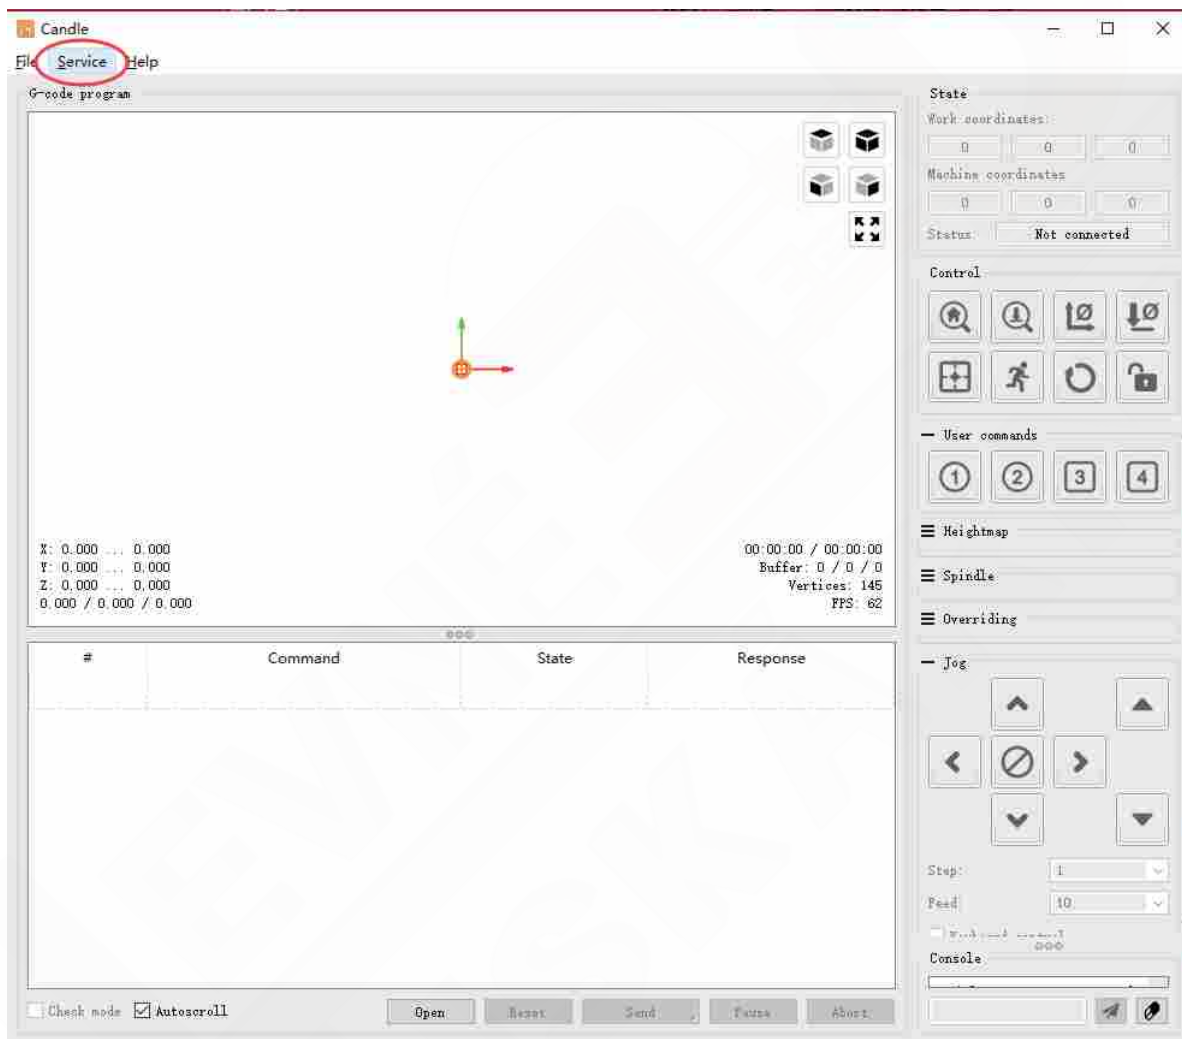 Candle
File Service Help
G-code program
State
Work coordinates:
0 0 0
Machine coordinates
0 0 0
Status: Not connected
Control
User commands
1 2 3 4
Heightmap
Spindle
Overriding
X: 0.000 ... 0.000
Y: 0.000 ... 0.000
Z: 0.000 ... 0.000
0.000 / 0.000 / 0.000
00:00:00 / 00:00:00
Buffer: 0 / 0 / 0
Vertices: 145
FPS: 62
# Command State Response
Jog
Step: 1
Feed 10
Console
Check mode Autoscroll Open Reset Send Pause Abort